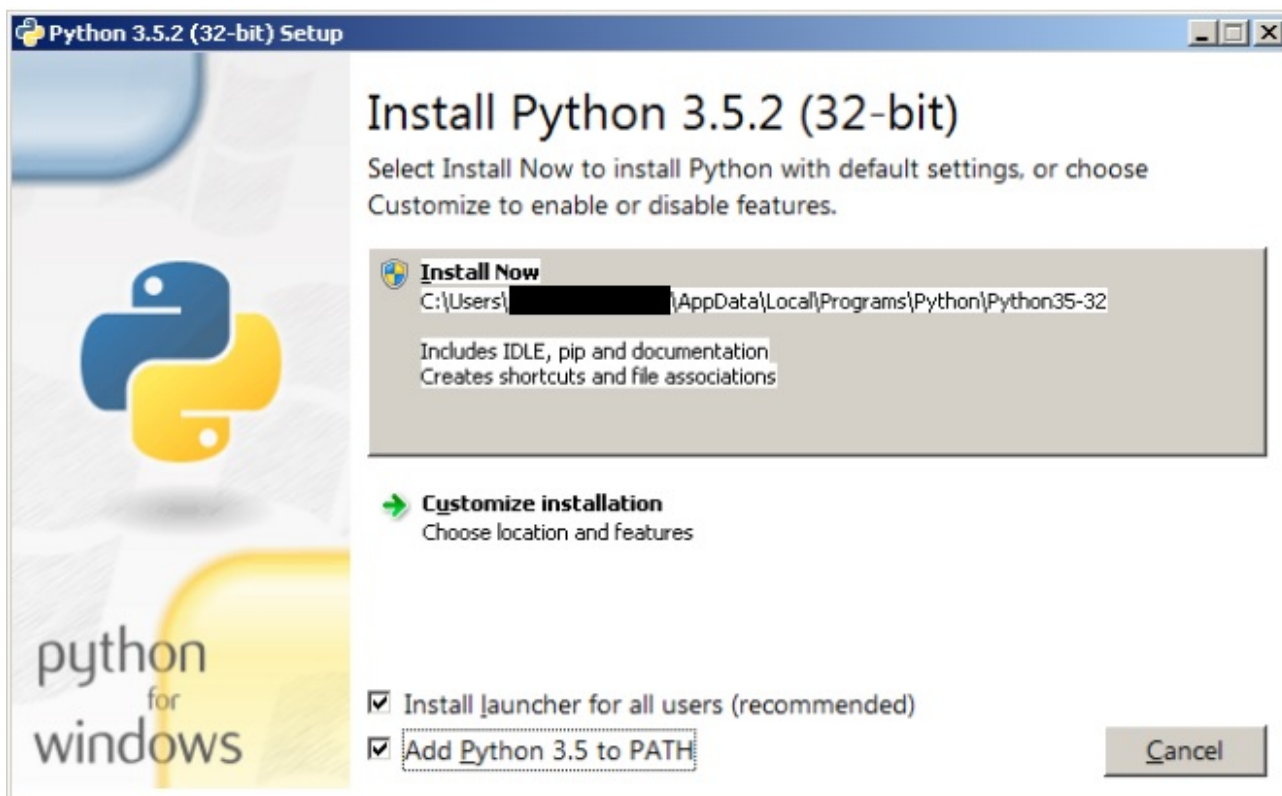 Python 3.5.2 (32-bit) Setup
Install Python 3.5.2 (32-bit)
Select Install Now to install Python with default settings, or choose
Customize to enable or disable features.
Install Now
C:\Users\ \AppData\Local\Programs\Python\Python35-32
Includes IDLE, pip and documentation
Creates shortcuts and file associations
Customize installation
Choose location and features
python
for
windows
Install launcher for all users (recommended)
Add Python 3.5 to PATH
Cancel